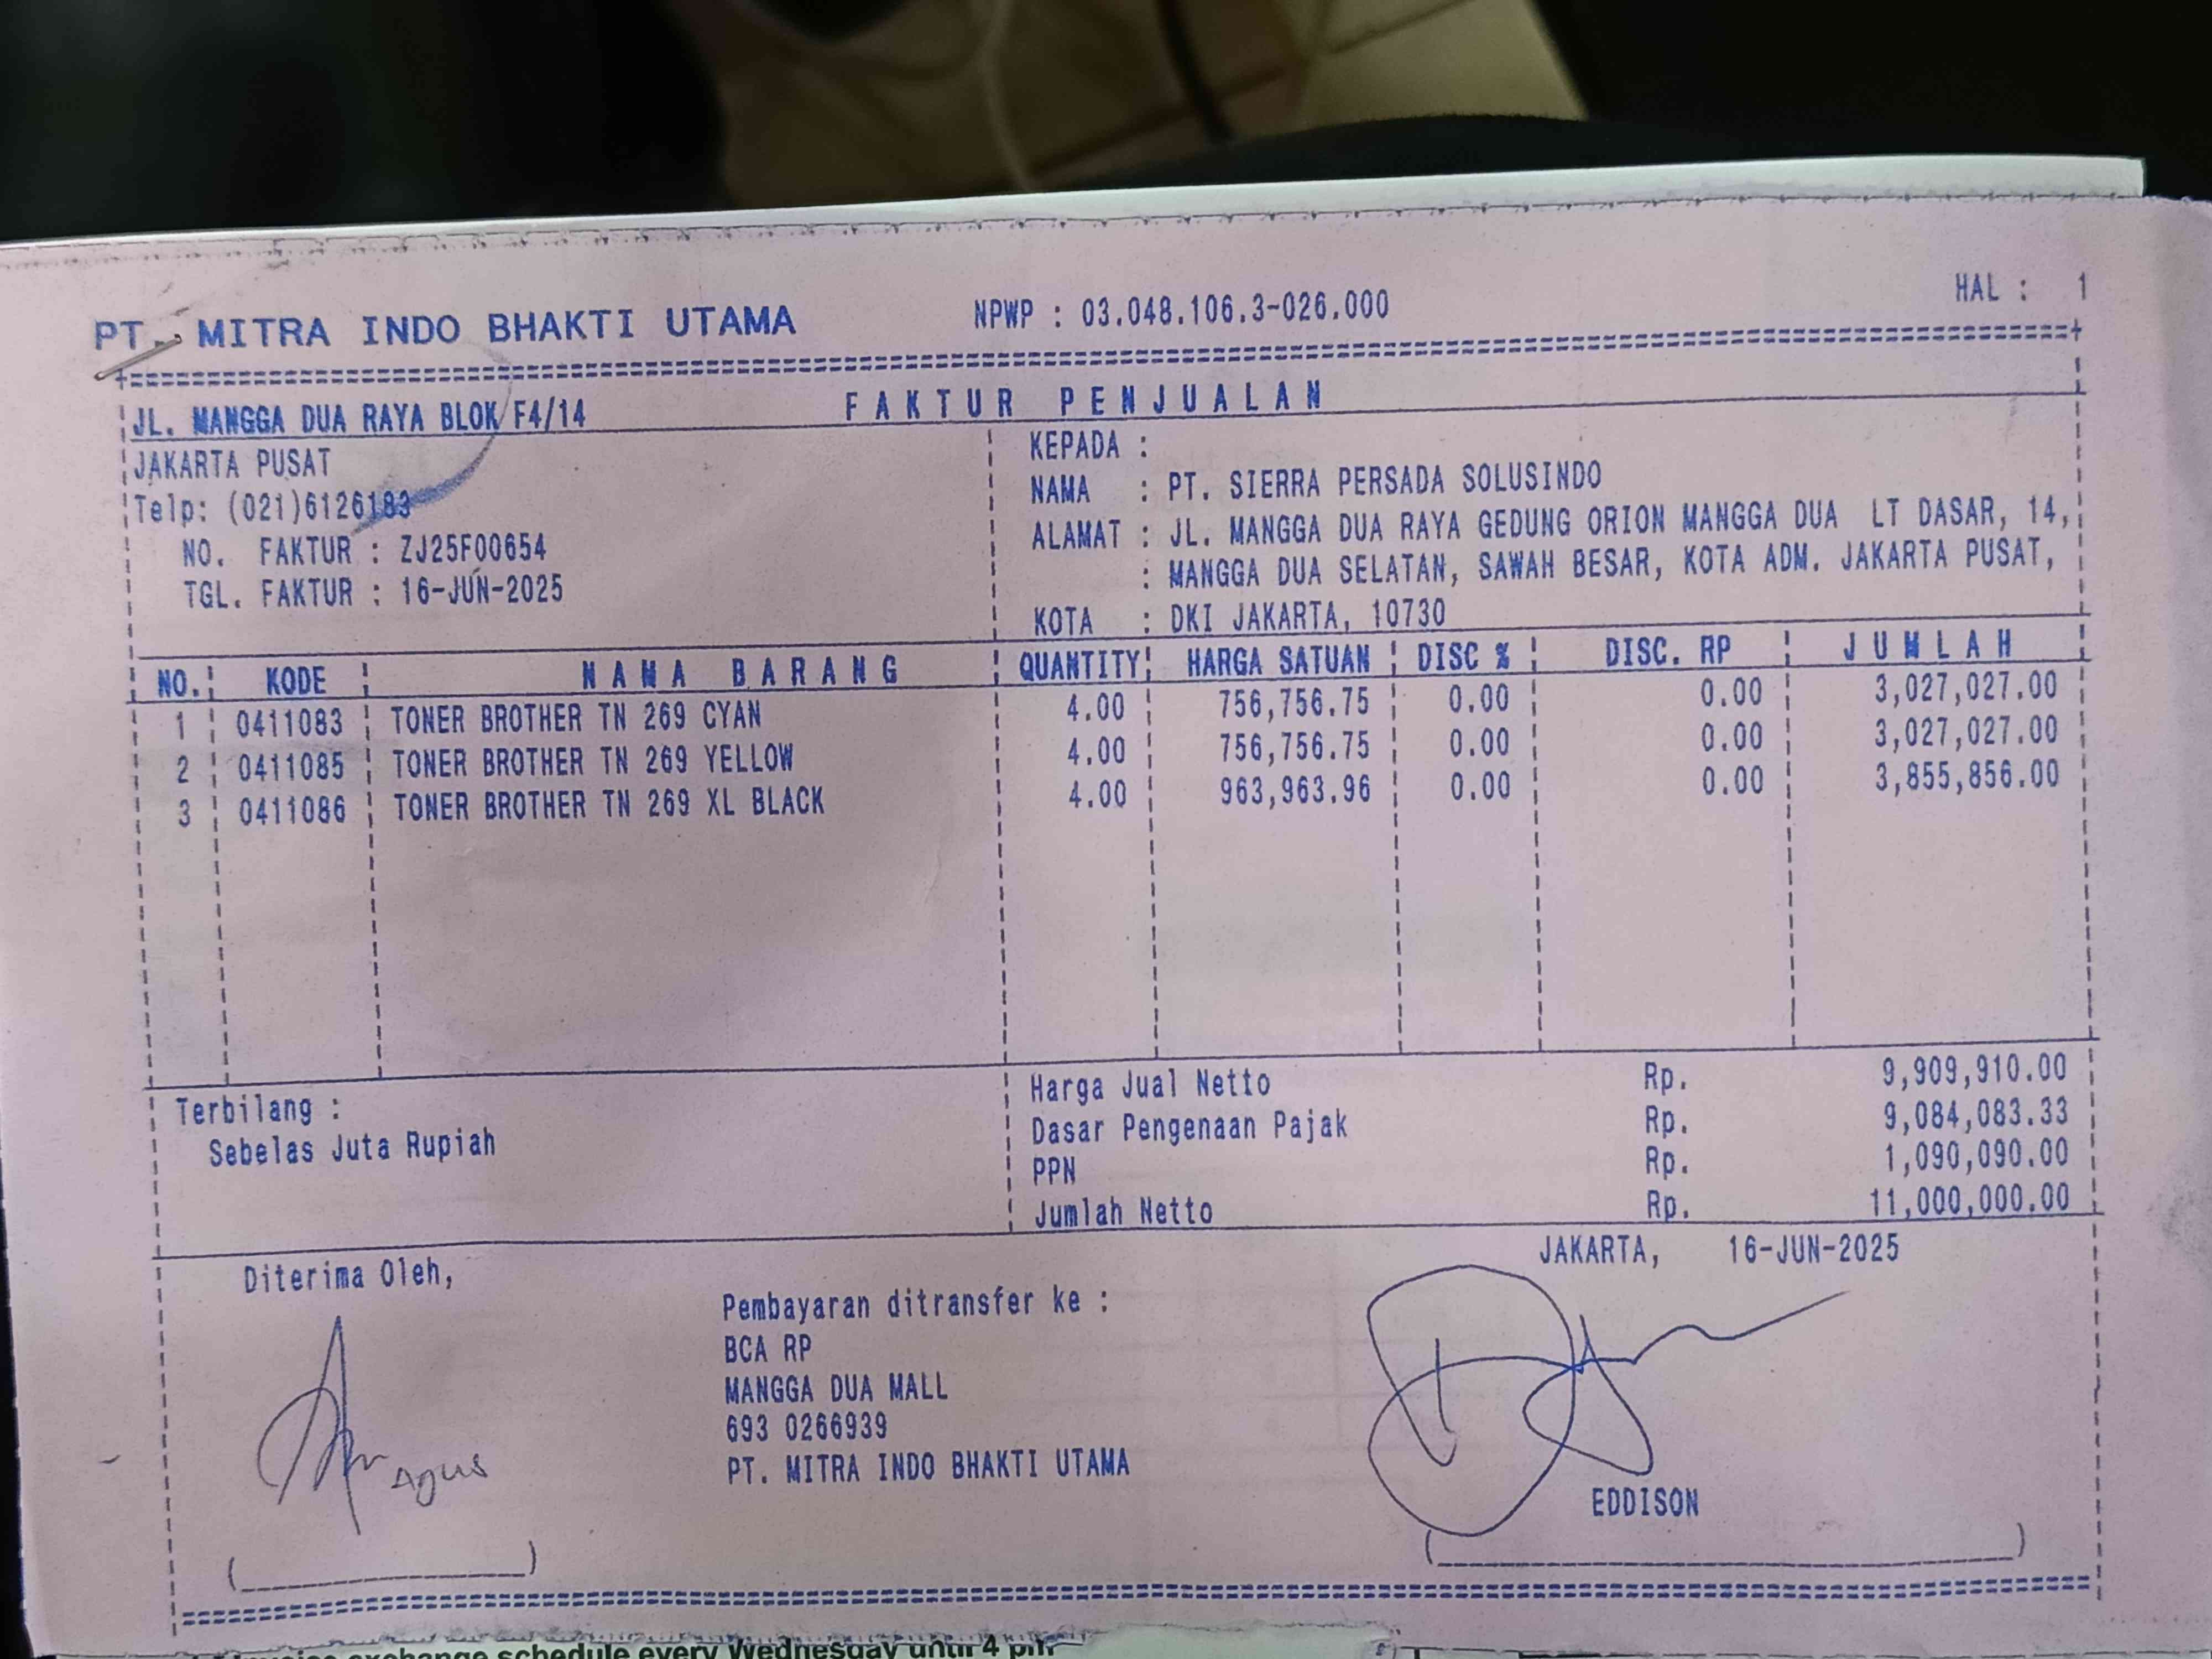 PT. MITRA INDO BHAKTI UTAMA NPWP : 03.048.106.3-026.000 HAL : 1
JL. MANGGA DUA RAYA BLOK F4/14 FAKTUR PENJUALAN
JAKARTA PUSAT
Telp: (021)6126183
NO. FAKTUR : ZJ25F00654
TGL. FAKTUR : 16-JUN-2025
KEPADA :
NAMA : PT. SIERRA PERSADA SOLUSINDO
ALAMAT : JL. MANGGA DUA RAYA GEDUNG ORION MANGGA DUA LT DASAR, 14,
: MANGGA DUA SELATAN, SAWAH BESAR, KOTA ADM. JAKARTA PUSAT,
KOTA : DKI JAKARTA, 10730
NO. KODE NAMA BARANG QUANTITY HARGA SATUAN DISC % DISC. RP JUMLAH
1 0411083 TONER BROTHER TN 269 CYAN 4.00 756,756.75 0.00 0.00 3,027,027.00
2 0411085 TONER BROTHER TN 269 YELLOW 4.00 756,756.75 0.00 0.00 3,027,027.00
3 0411086 TONER BROTHER TN 269 XL BLACK 4.00 963,963.96 0.00 0.00 3,855,856.00
Terbilang :
Sebelas Juta Rupiah
Harga Jual Netto Rp. 9,909,910.00
Dasar Pengenaan Pajak Rp. 9,084,083.33
PPN Rp. 1,090,090.00
Jumlah Netto Rp. 11,000,000.00
JAKARTA, 16-JUN-2025
Diterima Oleh,
Agus
Pembayaran ditransfer ke :
BCA RP
MANGGA DUA MALL
693 0266939
PT. MITRA INDO BHAKTI UTAMA
EDDISON
exchange schedule every Wednesday until 4 pm